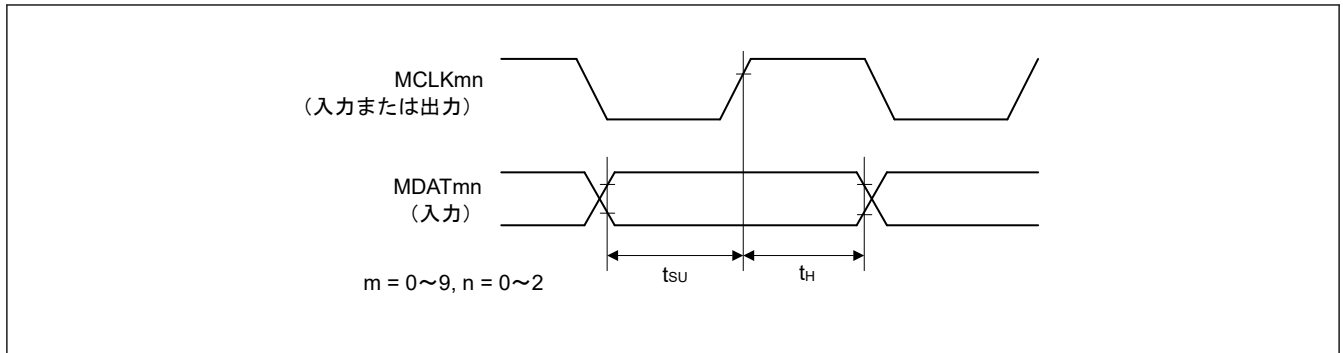 MCLKmn
（入力または出力）
MDATmn
（入力）
tSU
tH
m = 0～9, n = 0～2